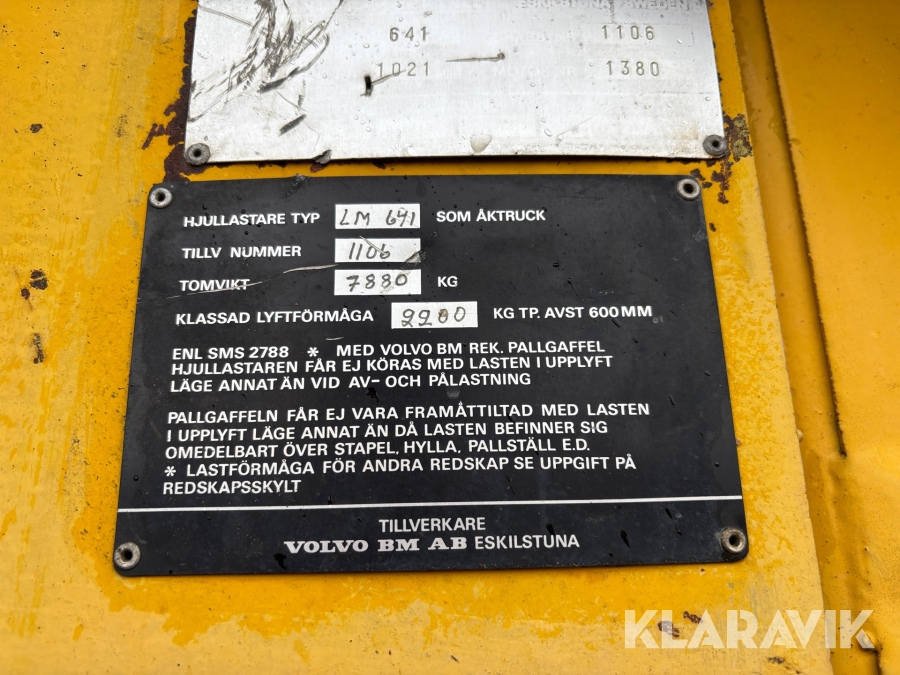 ESKILSTUNA SWEDEN
641 1106
1021 1380
HJULLASTARE TYP LM 641 SOM ÅKTRUCK
TILLV NUMMER 1106
TOMVIKT 7880 KG
KLASSAD LYFTFÖRMÅGA 2200 KG TP. AVST 600 MM
ENL SMS 2788 * MED VOLVO BM REK. PALLGAFFEL
HJULLASTAREN FÅR EJ KÖRAS MED LASTEN I UPPLYFT
LÄGE ANNAT ÄN VID AV- OCH PÅLASTNING
PALLGAFFELN FÅR EJ VARA FRAMÅTTILTAD MED LASTEN
I UPPLYFT LÄGE ANNAT ÄN DÅ LASTEN BEFINNER SIG
OMEDELBART ÖVER STAPEL, HYLLA, PALLSTÄLL E.D.
* LASTFÖRMÅGA FÖR ANDRA REDSKAP SE UPPGIFT PÅ
REDSKAPSSKYLT
TILLVERKARE
VOLVO BM AB ESKILSTUNA
KLARAVIK